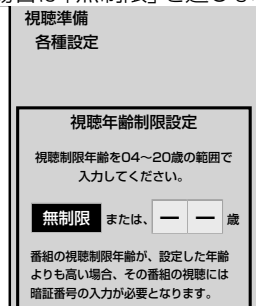 視聴準備
各種設定
視聴年齢制限設定
視聴制限年齢を04〜20歳の範囲で
入力してください。
無制限 または、 ー ー 歳
番組の視聴制限年齢が、設定した年齢
よりも高い場合、その番組の視聴には
暗証番号の入力が必要となります。